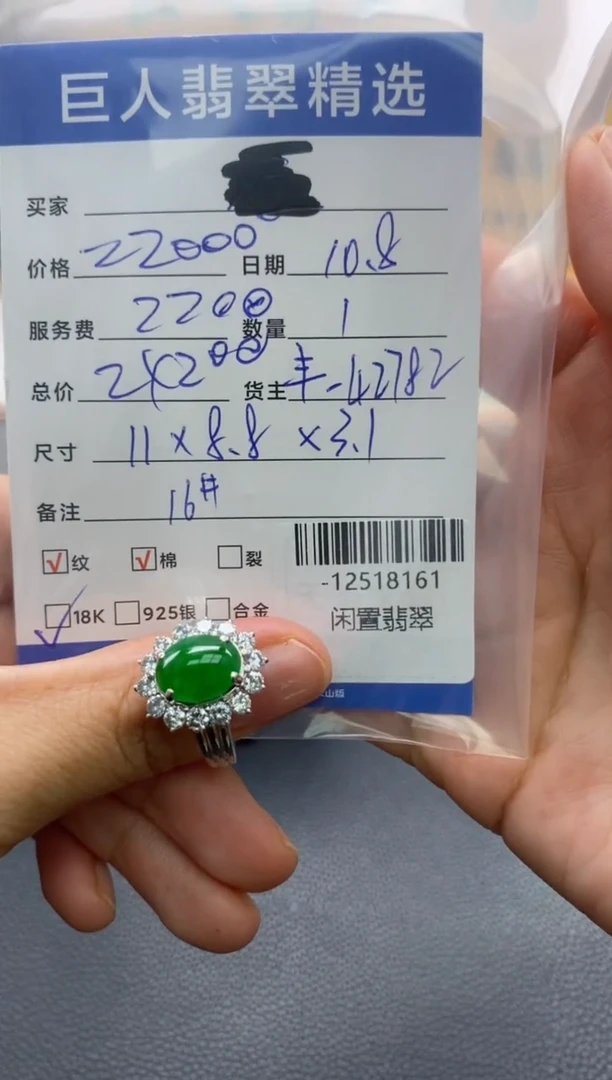 巨人翡翠精选
买家
价格 22000 日期 10.8
服务费 2200 数量 1
总价 24200 货主 丰-42782
尺寸 11×8.8×3.1
备注 16#
纹 棉 裂
-12518161
18K 925银 合金
闲置翡翠